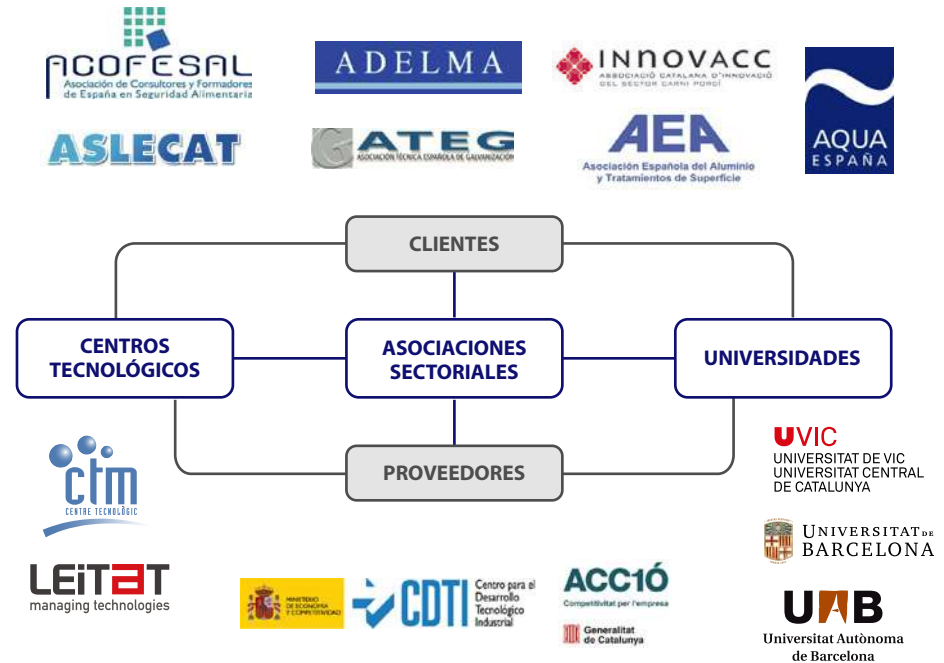 ACOFESAL
Asociación de Consultores y Formadores
de España en Seguridad Alimentaria
ADELMA
INNOVACC
ASSOCIACIÓ CATALANA D'INNOVACIÓ
DEL SECTOR CARNI PORCÍ
AQUA
ESPAÑA
ASLECAT
ATEG
ASOCIACIÓN TÉCNICA ESPAÑOLA DE GALVANIZACIÓN
AEA
Asociación Española del Aluminio
y Tratamientos de Superficie
CLIENTES
CENTROS
TECNOLÓGICOS
ASOCIACIONES
SECTORIALES
UNIVERSIDADES
PROVEEDORES
ctm
CENTRE TECNOLÒGIC
LEITAT
managing technologies
MINISTERIO
DE ECONOMÍA
Y COMPETITIVIDAD
CDTI
Centro para el
Desarrollo
Tecnológico
Industrial
ACC1Ó
Competitivitat per l'empresa
Generalitat
de Catalunya
UVIC
UNIVERSITAT DE VIC
UNIVERSITAT CENTRAL
DE CATALUNYA
UNIVERSITAT DE
BARCELONA
UAB
Universitat Autònoma
de Barcelona